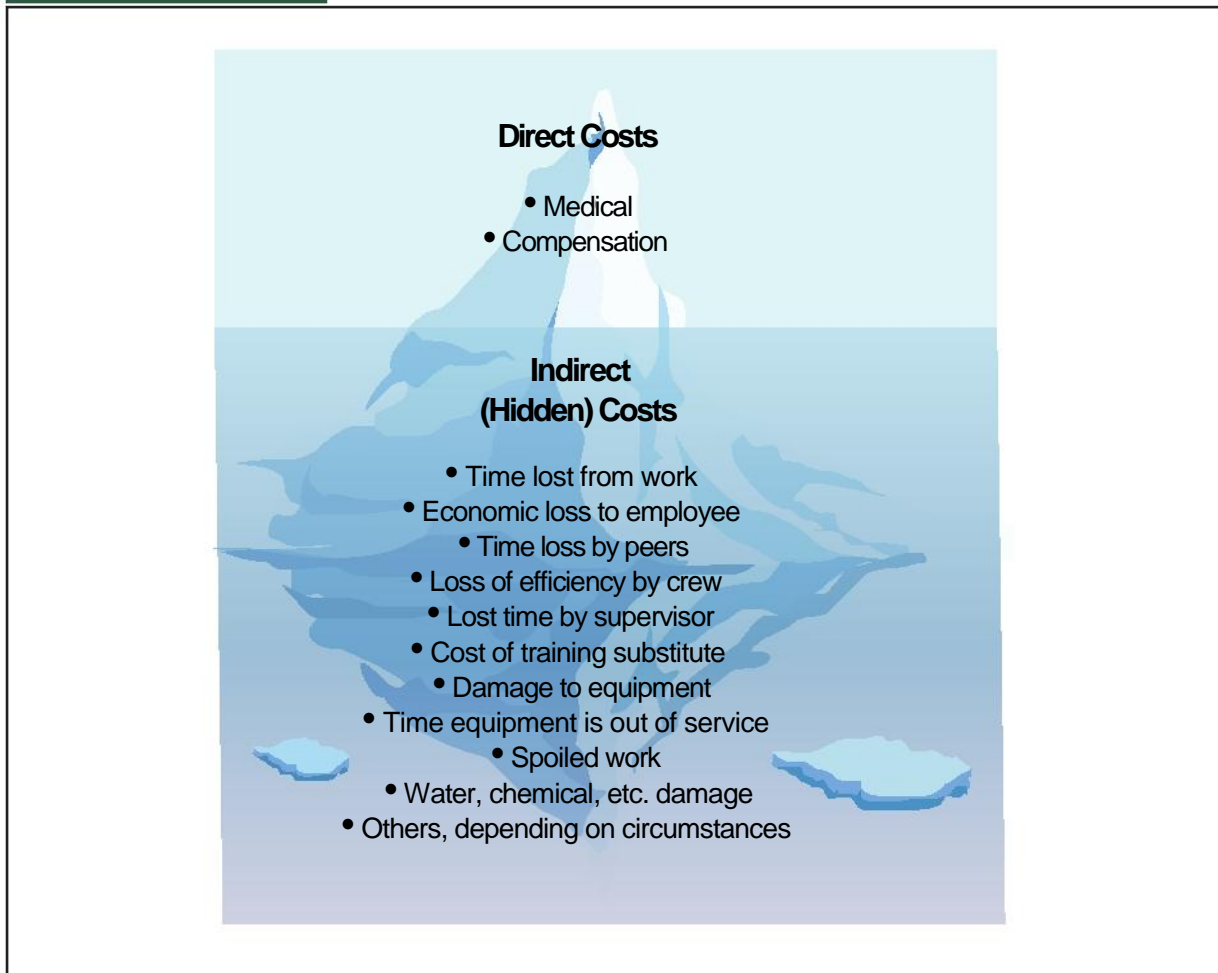 Direct Costs
• Medical
• Compensation
Indirect
(Hidden) Costs
• Time lost from work
• Economic loss to employee
• Time loss by peers
• Loss of efficiency by crew
• Lost time by supervisor
• Cost of training substitute
• Damage to equipment
• Time equipment is out of service
• Spoiled work
• Water, chemical, etc. damage
• Others, depending on circumstances